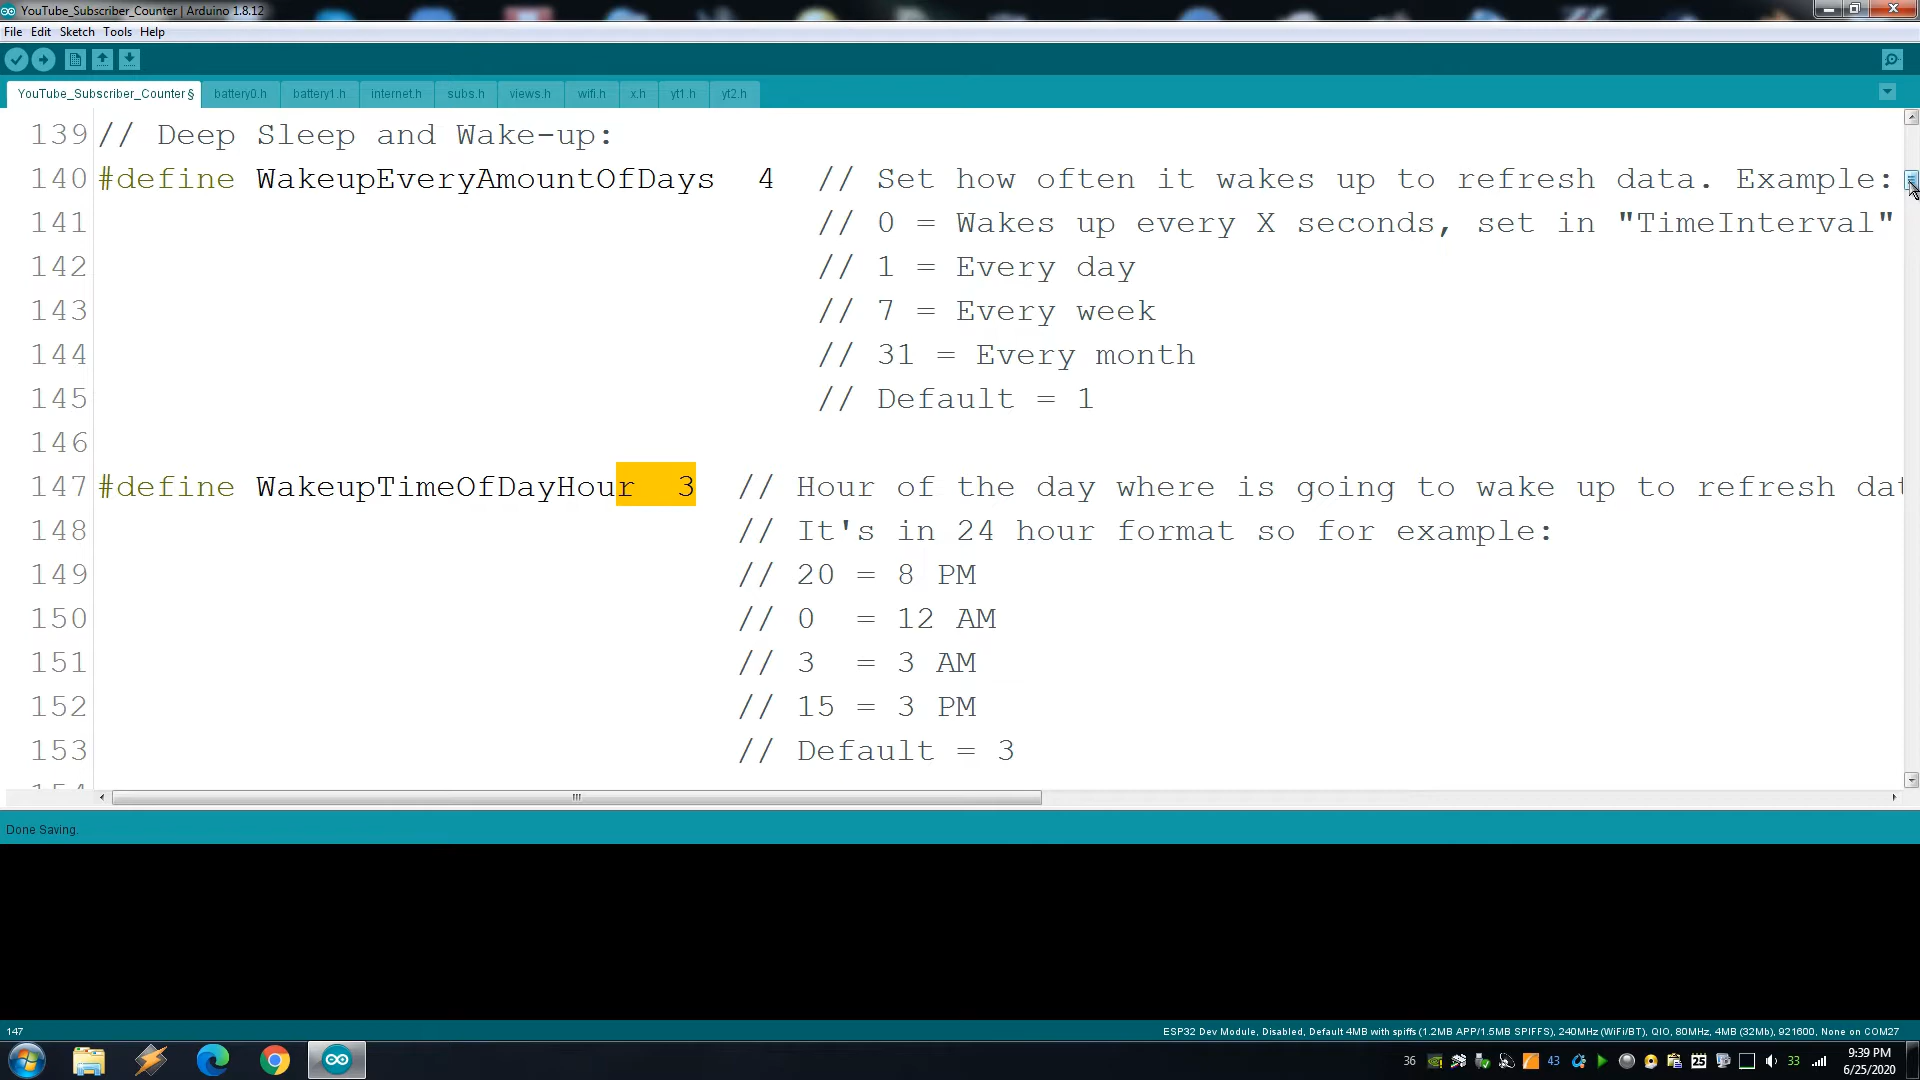 YouTube_Subscriber_Counter | Arduino 1.8.12
File Edit Sketch Tools Help
YouTube_Subscriber_Counter § battery0.h battery1.h internet.h subs.h views.h wifi.h x.h yt1.h yt2.h
139 // Deep Sleep and Wake-up:
140 #define WakeupEveryAmountOfDays 4 // Set how often it wakes up to refresh data. Example:
141 // 0 = Wakes up every X seconds, set in "TimeInterval"
142 // 1 = Every day
143 // 7 = Every week
144 // 31 = Every month
145 // Default = 1
146
147 #define WakeupTimeOfDayHour 3 // Hour of the day where is going to wake up to refresh dat
148 // It's in 24 hour format so for example:
149 // 20 = 8 PM
150 // 0 = 12 AM
151 // 3 = 3 AM
152 // 15 = 3 PM
153 // Default = 3
154
Done Saving.
147 ESP32 Dev Module, Disabled, Default 4MB with spiffs (1.2MB APP/1.5MB SPIFFS), 240MHz (WiFi/BT), QIO, 80MHz, 4MB (32Mb), 921600, None on COM27
36 43 25 33 9:39 PM
6/25/2020